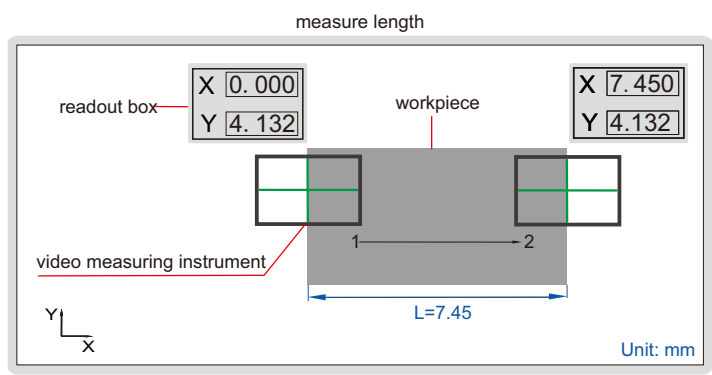 measure length
X 0. 000
Y 4. 132
readout box
workpiece
X 7. 450
Y 4.132
1
2
video measuring instrument
L=7.45
Y
X
Unit: mm